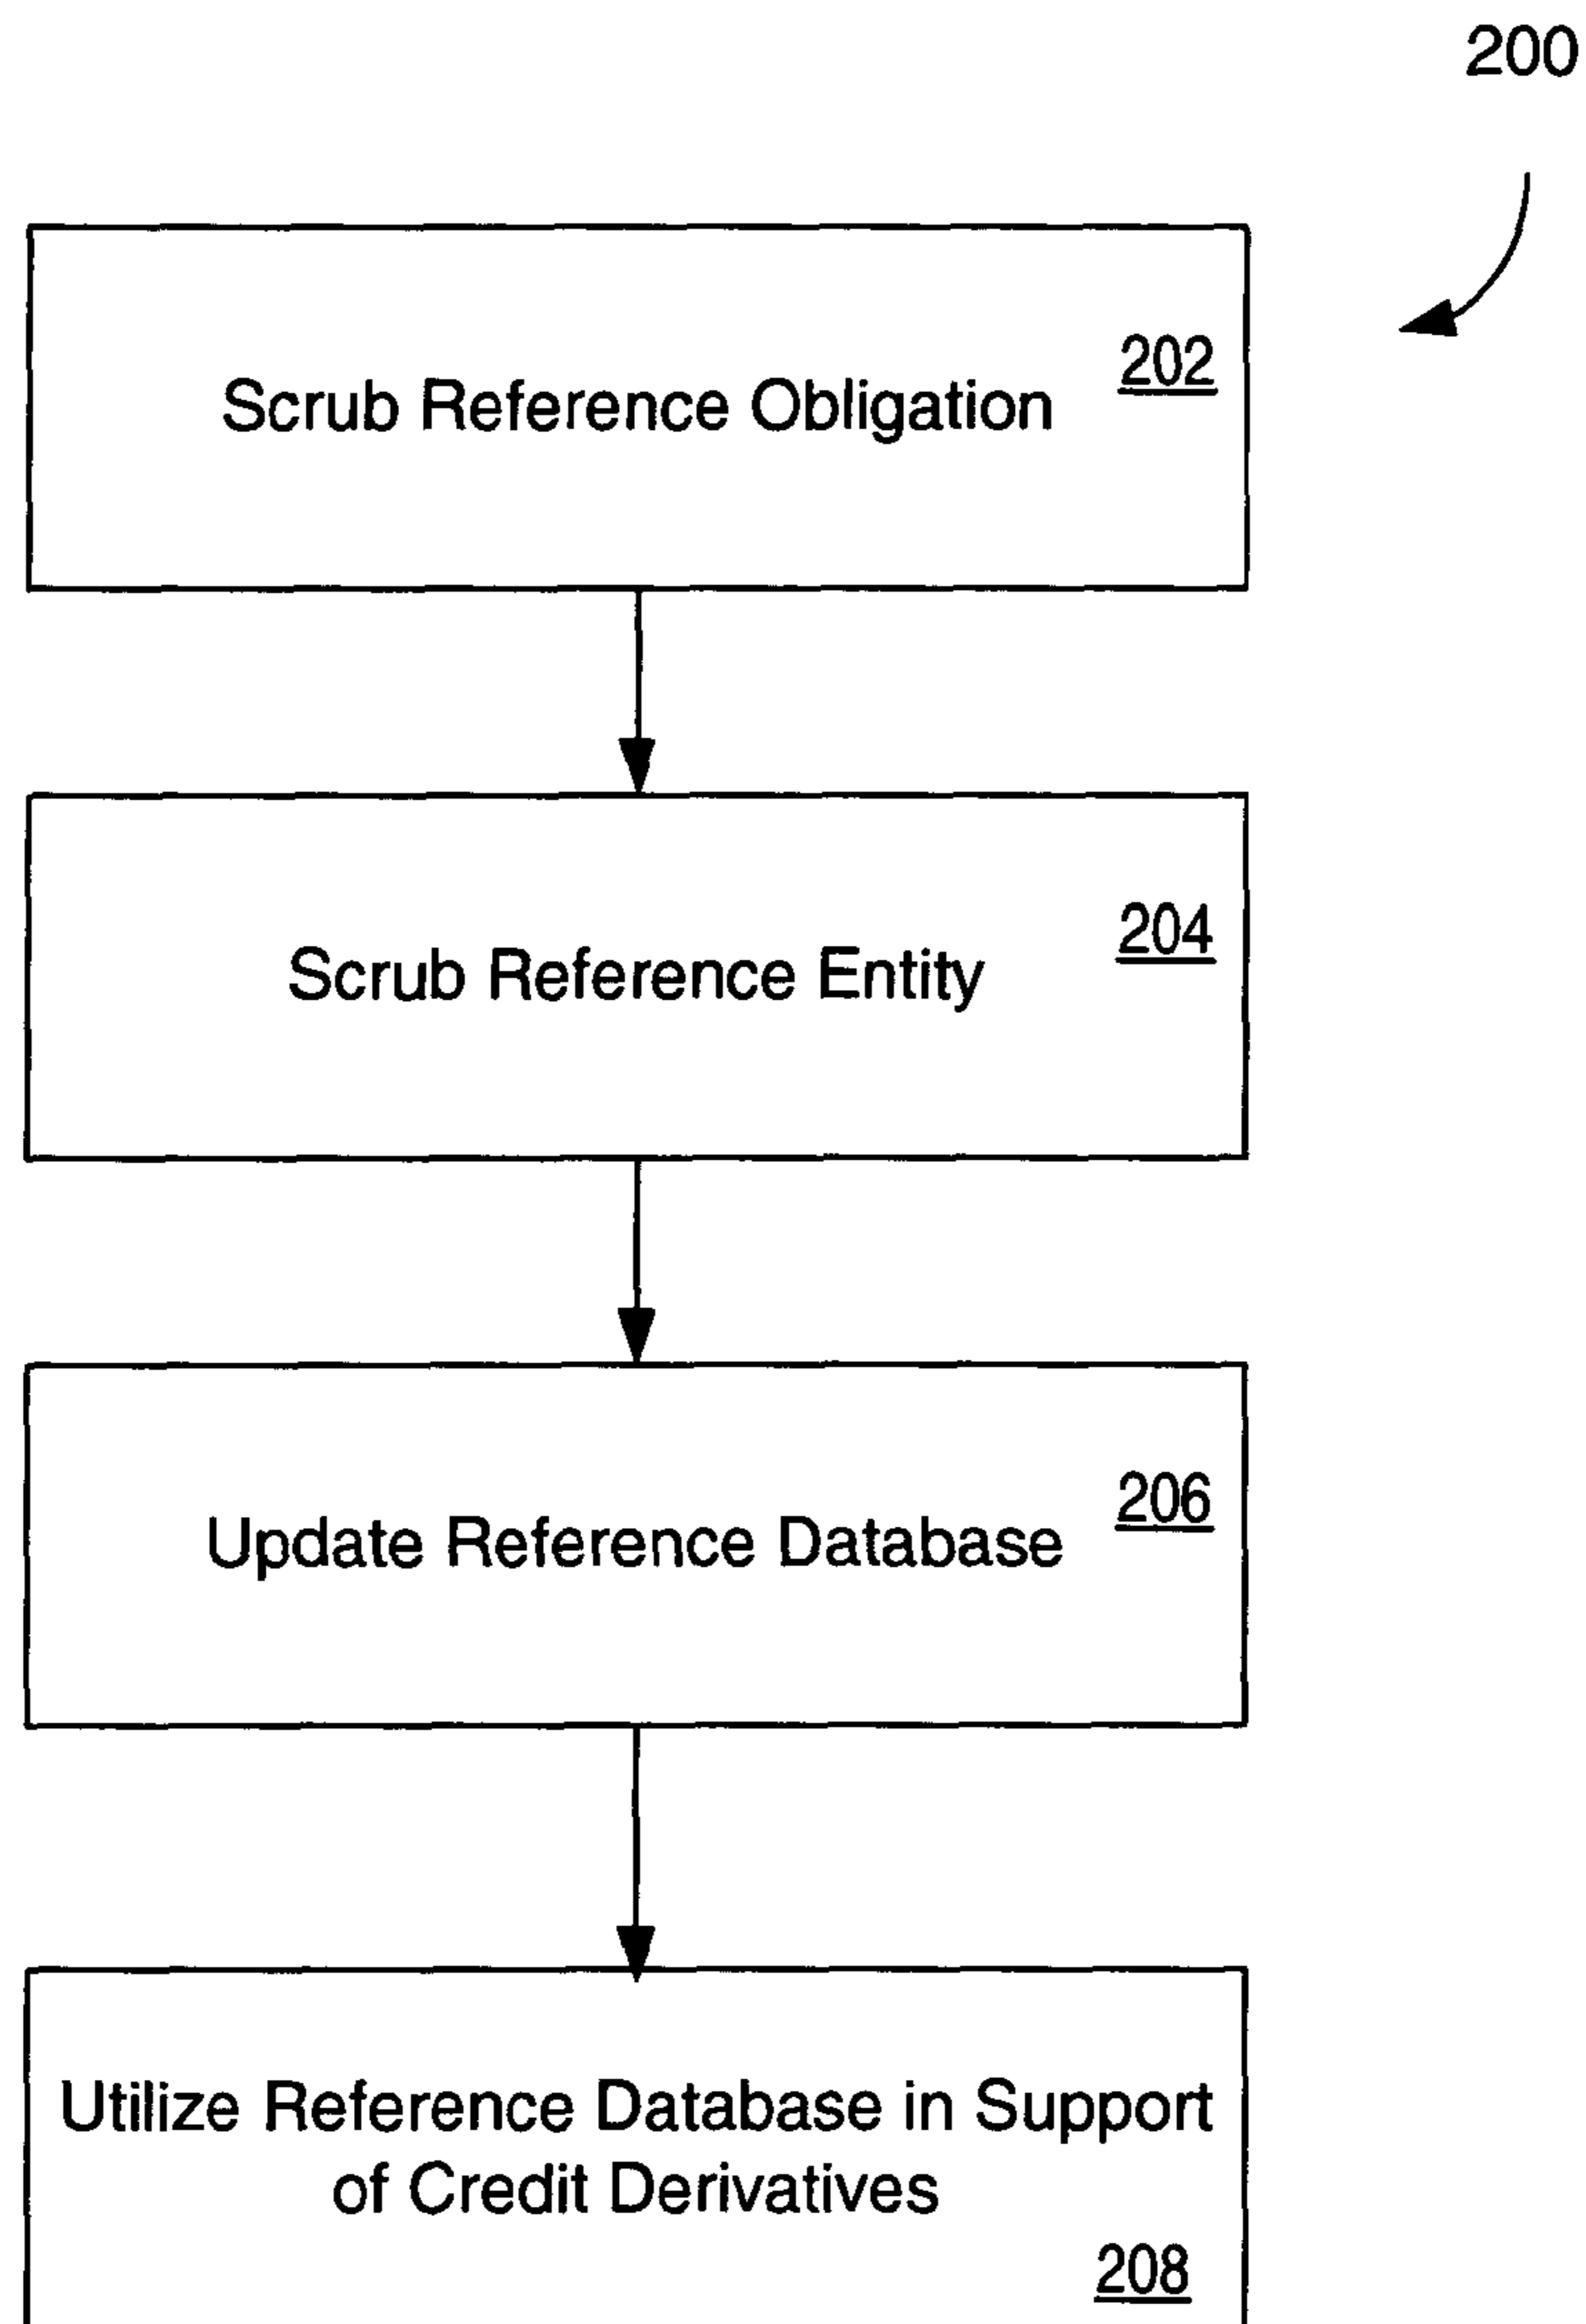 200
202
Scrub Reference Obligation
204
Scrub Reference Entity
206
Update Reference Database
Utilize Reference Database in Support
of Credit Derivatives
208